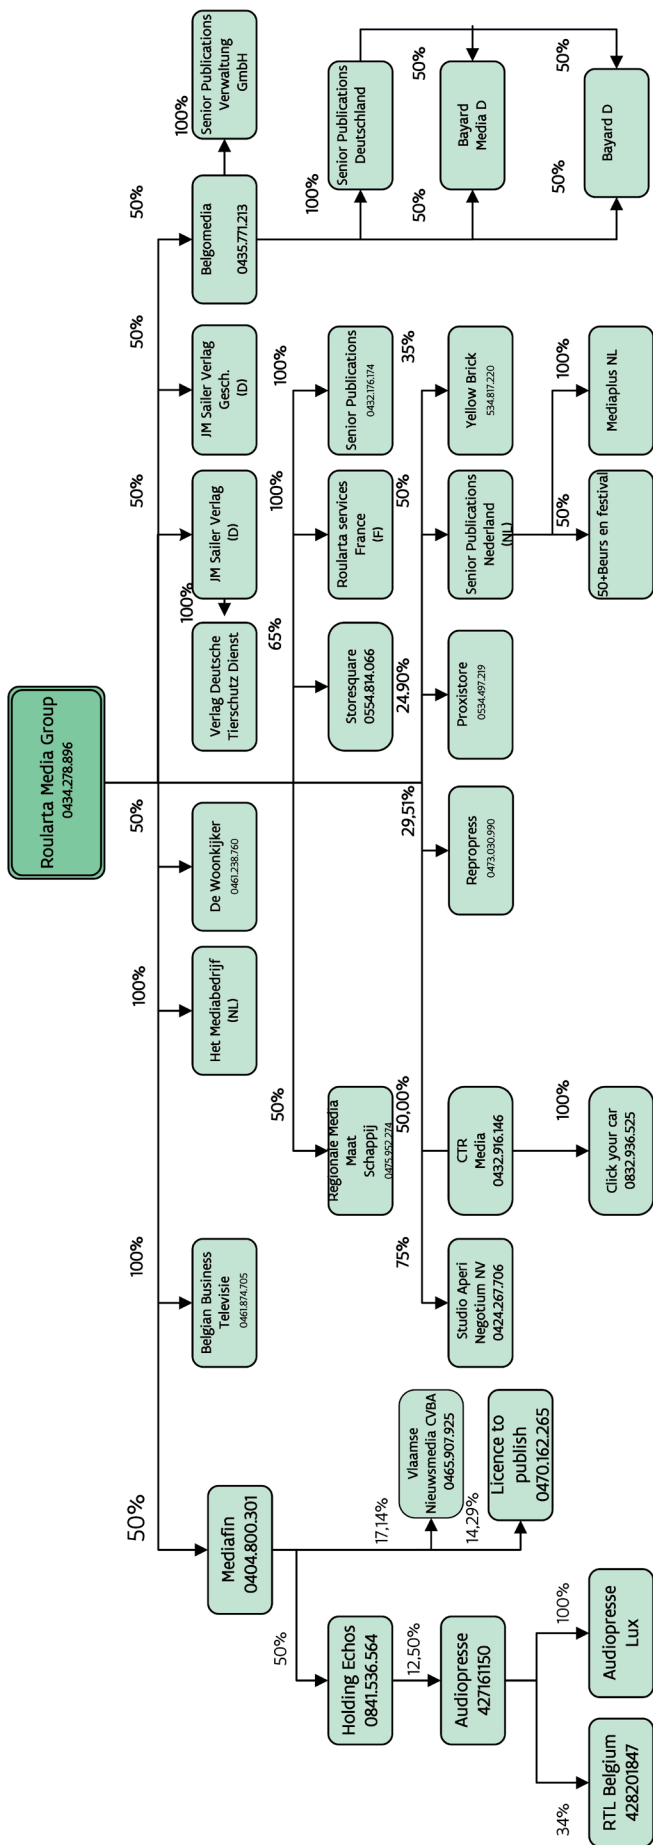 Roularta Media Group
0434.278.896
50%
100%
100%
50%
50%
50%
50%
Mediafin
0404.800.301
Belgian Business
Televisie
0461.874.705
Het Mediabedrijf
(NL)
De Woonkijker
0461.238.760
Verlag Deutsche
Tierschutz Dienst
100%
JM Sailer Verlag
(D)
JM Sailer Verlag
Gesch.
(D)
Belgomedia
0435.771.213
100%
Senior Publications
Verwaltung
GmbH
50%
50%
65%
100%
100%
100%
Holding Echos
0841.536.564
Regionale Media
Maat
Schappij
0475.952.274
Storesquare
0554.814.066
Roularta services
France
(F)
Senior Publications
0432.176.174
Senior Publications
Deutschland
17,14%
Vlaamse
Nieuwsmedia CVBA
0465.907.925
12,50%
14,29%
75%
50,00%
29,51%
24.90%
50%
35%
50%
50%
Audiopresse
427161150
Licence to
publish
0470.162.265
Studio Aperi
Negotium NV
0424.267.706
CTR
Media
0432.916.146
Repropress
0473.030.990
Proxistore
0534.497.219
Senior Publications
Nederland
(NL)
Yellow Brick
534.817.220
Bayard
Media D
34%
100%
100%
50%
100%
50%
50%
RTL Belgium
428201847
Audiopresse
Lux
Click your car
0832.936.525
50+Beurs en festival
Mediaplus NL
Bayard D